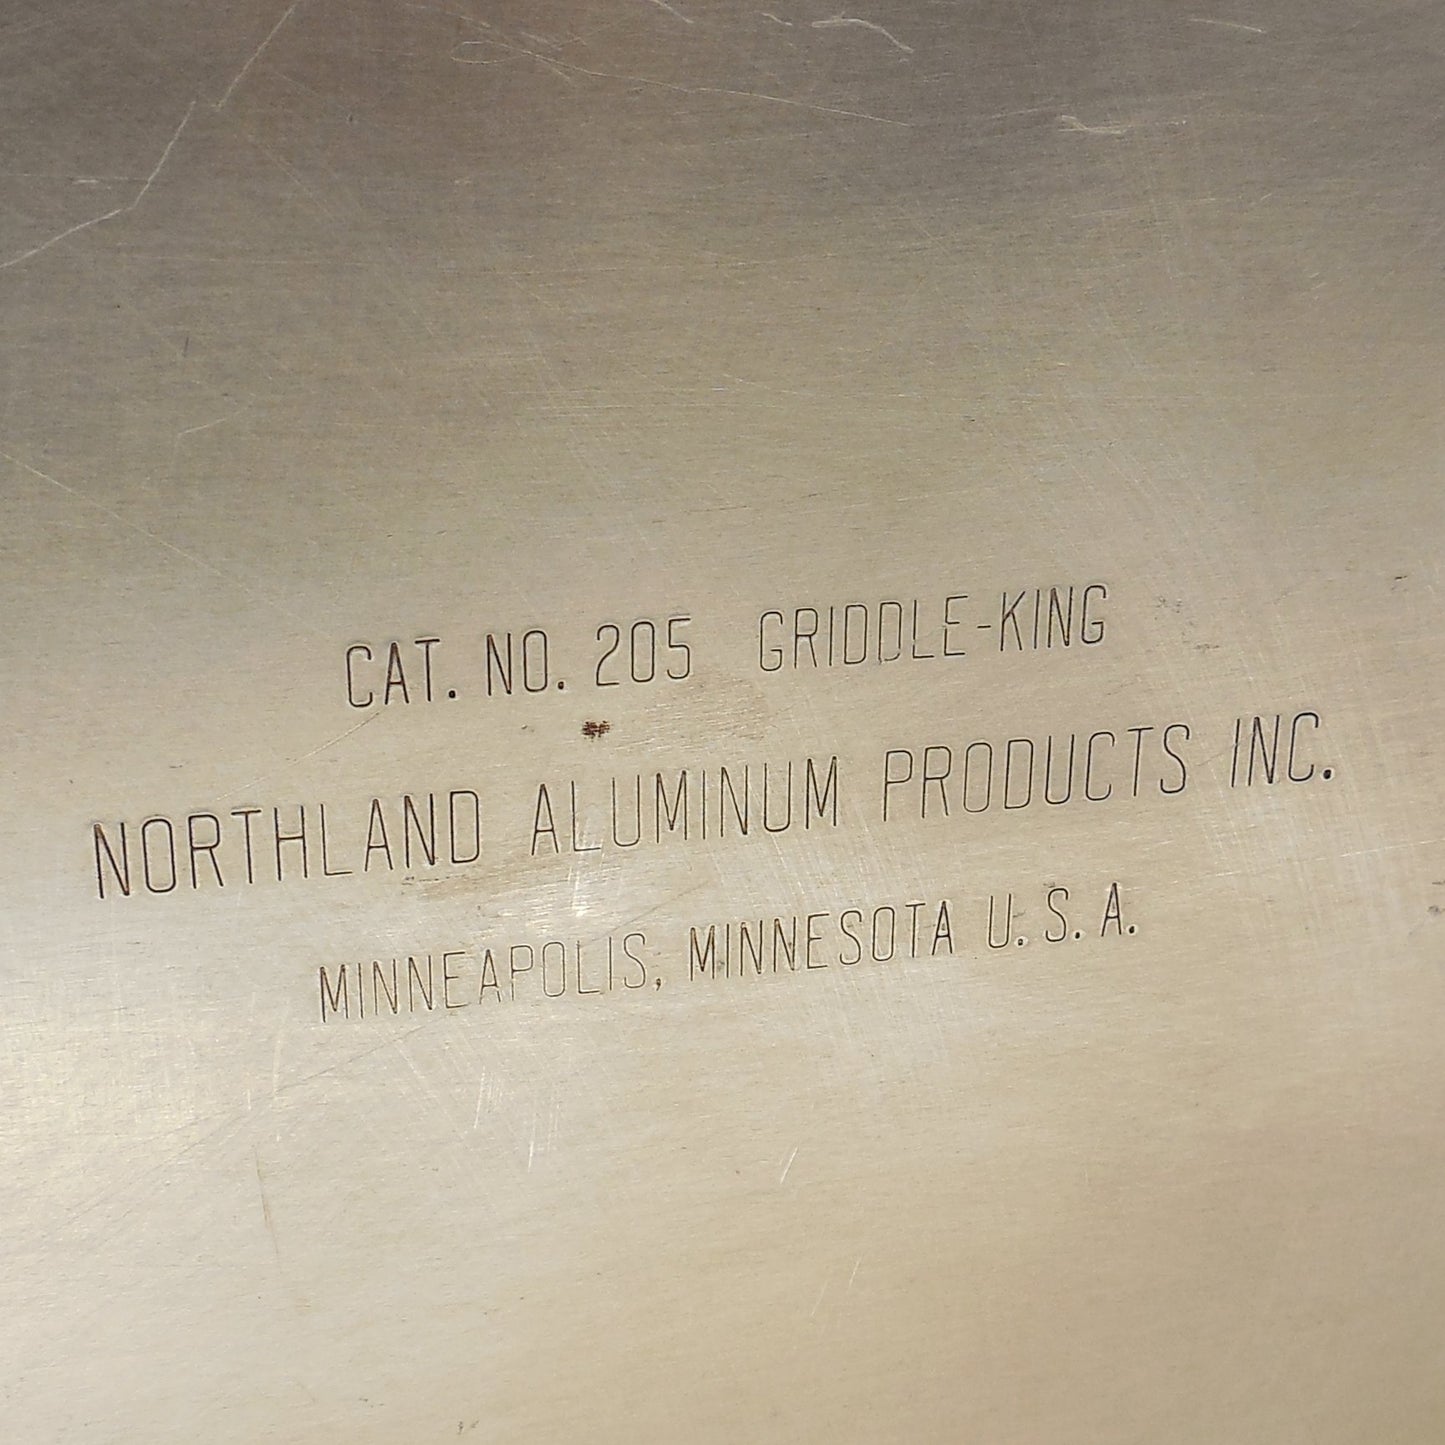 CAT. NO. 205 GRIDDLE-KING
NORTHLAND ALUMINUM PRODUCTS INC.
MINNEAPOLIS, MINNESOTA U. S. A.